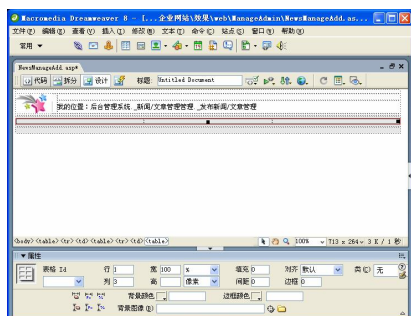 Macromedia Dreamweaver 8 - [...企业网站\效果\web\ManageAdmin\NewsManageAdd.as...
文件(F) 编辑(E) 查看(V) 插入(I) 修改(M) 文本(T) 命令(C) 站点(S) 窗口(W) 帮助(H)
常用
NewsManageAdd.asp*
代码 拆分 设计 标题: Untitled Document
我的位置：后台管理系统._新闻/文章管理管理._发布新闻/文章管理
<body><table><tr><td><table><tr><td><table> 100% 713 x 264 3 K / 1 秒
属性
表格 Id 行 1 宽 100 % 填充 0 对齐 默认 类(C) 无
列 3 高 像素 间距 0 边框 0
背景颜色 边框颜色
背景图像(B)